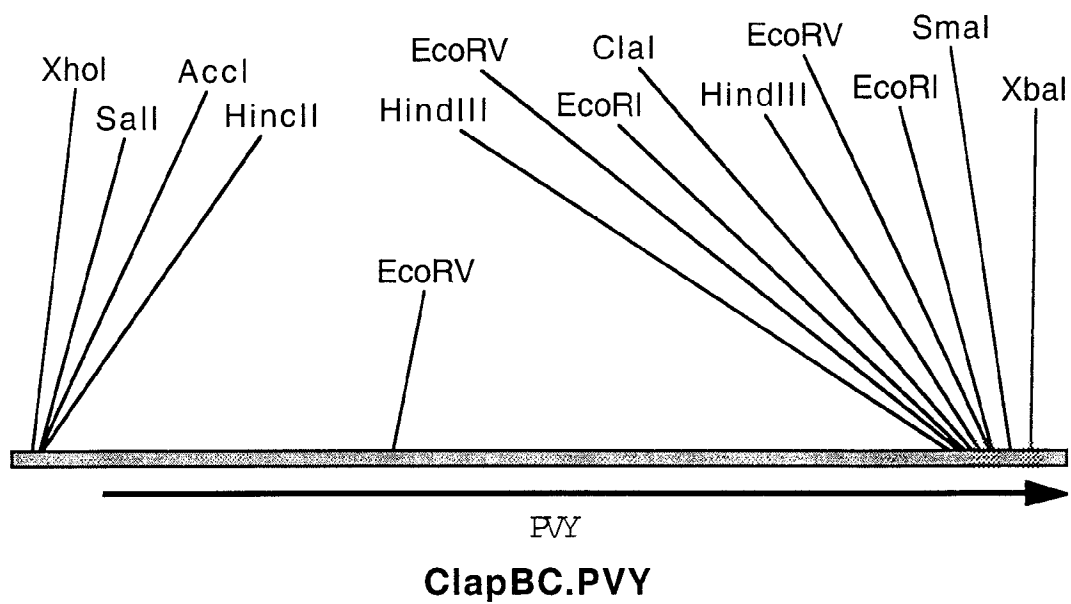 XhoI
SalI
AccI
HincII
HindIII
EcoRV
EcoRI
ClaI
HindIII
EcoRV
EcoRI
SmaI
XbaI
EcoRV
PVY
ClapBC.PVY